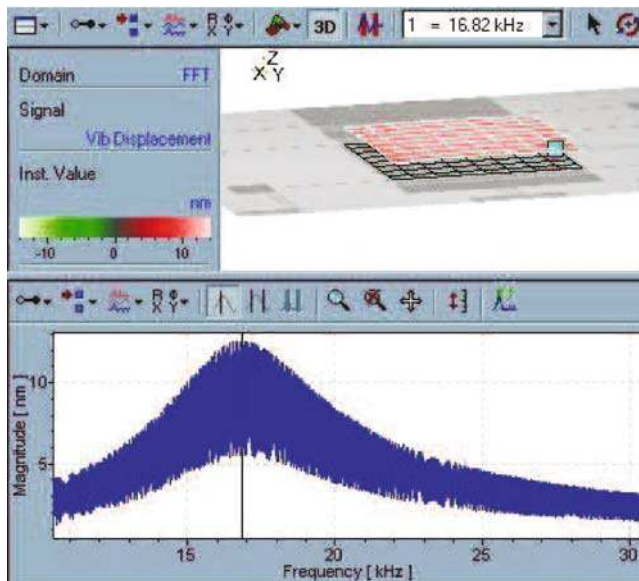 R φ
X Y
3D
1 = 16.82 kHz
Domain FFT
Signal
Vib Displacement
Inst. Value
nm
-10 0 10
Z
X Y
R φ
X Y
Magnitude [ nm ]
10
5
15 20 25 30
Frequency [ kHz ]